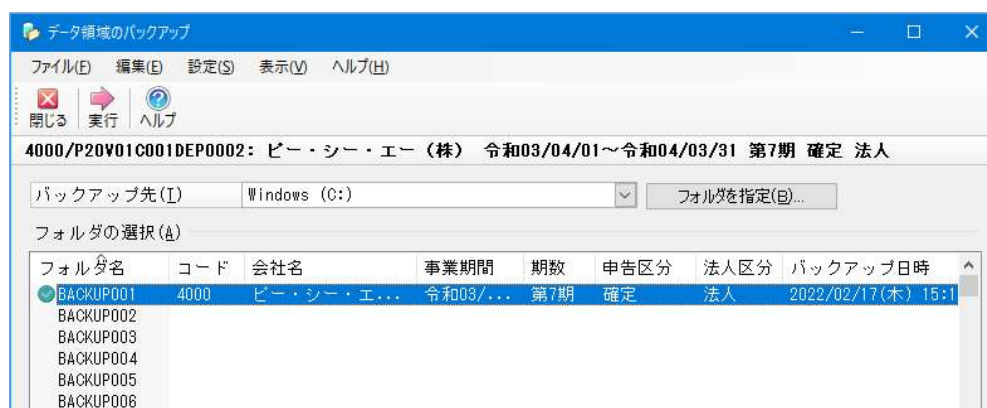 データ領域のバックアップ
ファイル(F) 編集(E) 設定(S) 表示(V) ヘルプ(H)
閉じる 実行 ヘルプ
4000/P20V01C001DEP0002: ピー・シー・エー (株) 令和03/04/01~令和04/03/31 第7期 確定 法人
バックアップ先(I) Windows (C:) フォルダを指定(B)...
フォルダの選択(A)
フォルダ名 コード 会社名 事業期間 期数 申告区分 法人区分 バックアップ日時
BACKUP001 4000 ピー・シー・エ... 令和03/... 第7期 確定 法人 2022/02/17(木) 15:1
BACKUP002
BACKUP003
BACKUP004
BACKUP005
BACKUP006